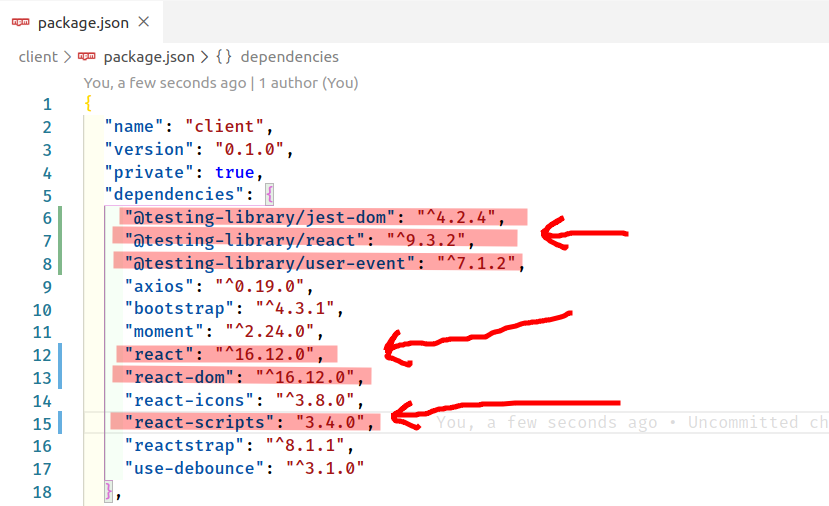 npm package.json ×
client > npm package.json > {} dependencies
You, a few seconds ago | 1 author (You)
1 {
2 "name": "client",
3 "version": "0.1.0",
4 "private": true,
5 "dependencies": {
6 "@testing-library/jest-dom": "^4.2.4",
7 "@testing-library/react": "^9.3.2",
8 "@testing-library/user-event": "^7.1.2",
9 "axios": "^0.19.0",
10 "bootstrap": "^4.3.1",
11 "moment": "^2.24.0",
12 "react": "^16.12.0",
13 "react-dom": "^16.12.0",
14 "react-icons": "^3.8.0",
15 "react-scripts": "3.4.0", You, a few seconds ago • Uncommitted ch
16 "reactstrap": "^8.1.1",
17 "use-debounce": "^3.1.0"
18 },